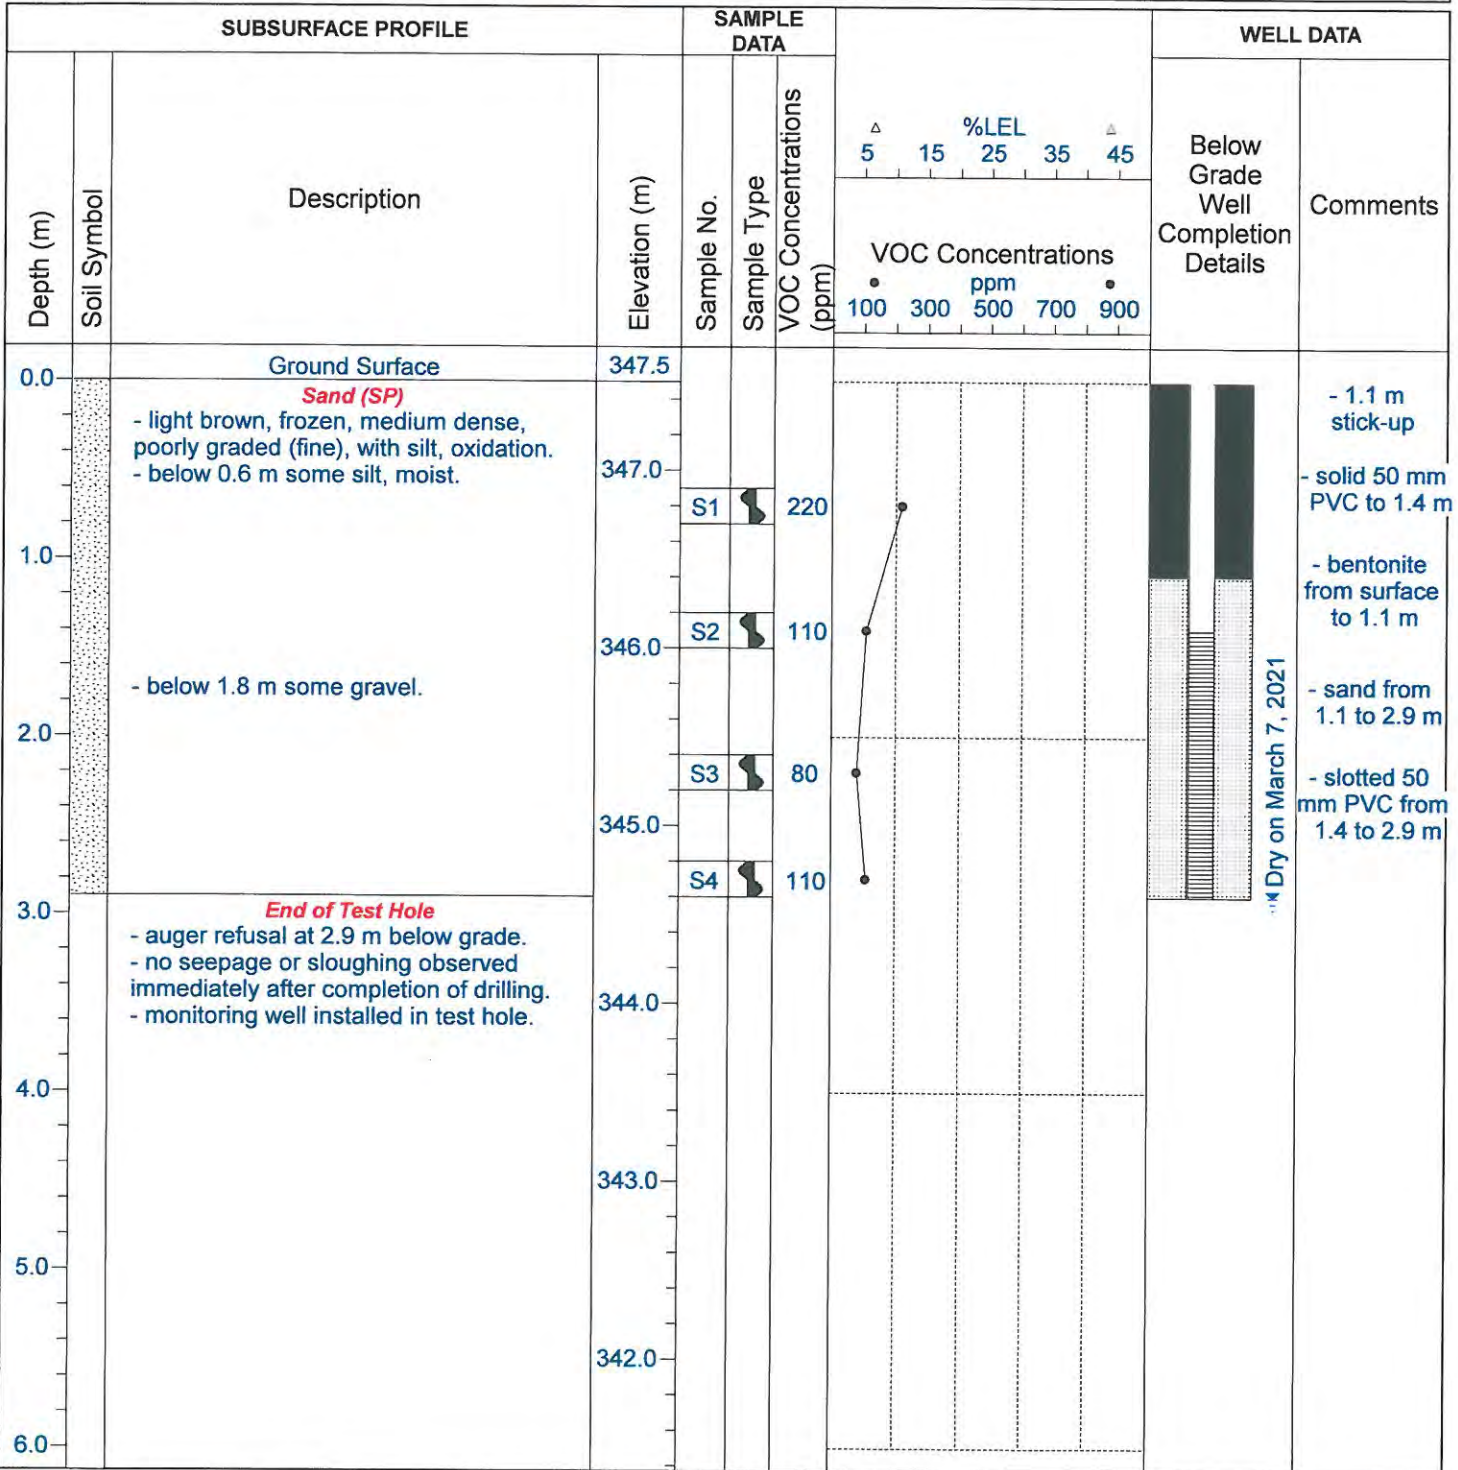 SUBSURFACE PROFILE
SAMPLE
DATA
WELL DATA
Depth (m)
Soil Symbol
Description
Elevation (m)
Sample No.
Sample Type
VOC Concentrations
(ppm)
%LEL
5 15 25 35 45
VOC Concentrations
ppm
100 300 500 700 900
Below
Grade
Well
Completion
Details
Comments
Ground Surface
347.5
0.0
Sand (SP)
- light brown, frozen, medium dense,
poorly graded (fine), with silt, oxidation.
- below 0.6 m some silt, moist.
- below 1.8 m some gravel.
End of Test Hole
- auger refusal at 2.9 m below grade.
- no seepage or sloughing observed
immediately after completion of drilling.
- monitoring well installed in test hole.
1.0
2.0
3.0
4.0
5.0
6.0
347.0
346.0
345.0
344.0
343.0
342.0
S1 220
S2 110
S3 80
S4 110
Dry on March 7, 2021
- 1.1 m
stick-up
- solid 50 mm
PVC to 1.4 m
- bentonite
from surface
to 1.1 m
- sand from
1.1 to 2.9 m
- slotted 50
mm PVC from
1.4 to 2.9 m